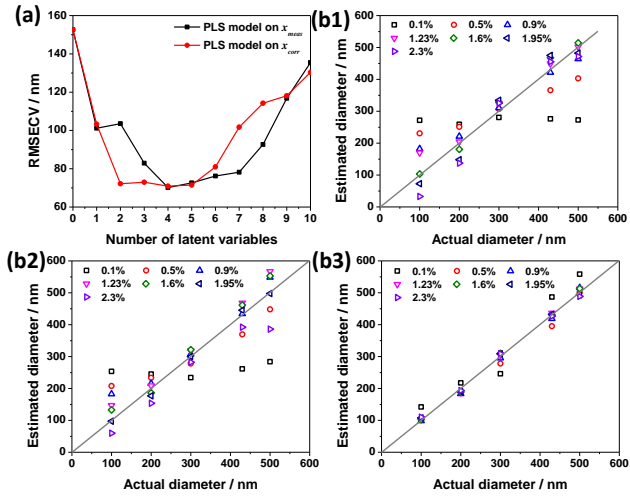 (a)
PLS model on x_meas
PLS model on x_corr
RMSECV / nm
160
140
120
100
80
60
0 1 2 3 4 5 6 7 8 9 10
Number of latent variables
(b1)
0.1% 0.5% 0.9%
1.23% 1.6% 1.95%
2.3%
Estimated diameter / nm
600
500
400
300
200
100
0
0 100 200 300 400 500 600
Actual diameter / nm
(b2)
0.1% 0.5% 0.9%
1.23% 1.6% 1.95%
2.3%
Estimated diameter / nm
600
500
400
300
200
100
0
0 100 200 300 400 500 600
Actual diameter / nm
(b3)
0.1% 0.5% 0.9%
1.23% 1.6% 1.95%
2.3%
Estimated diameter / nm
600
500
400
300
200
100
0
0 100 200 300 400 500 600
Actual diameter / nm